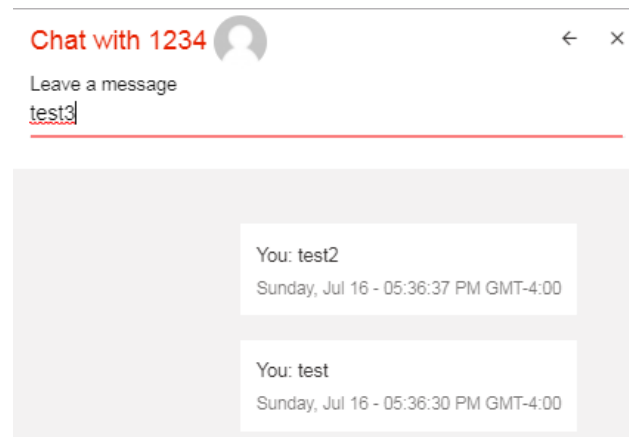 Chat with 1234
Leave a message
test3
You: test2
Sunday, Jul 16 - 05:36:37 PM GMT-4:00
You: test
Sunday, Jul 16 - 05:36:30 PM GMT-4:00